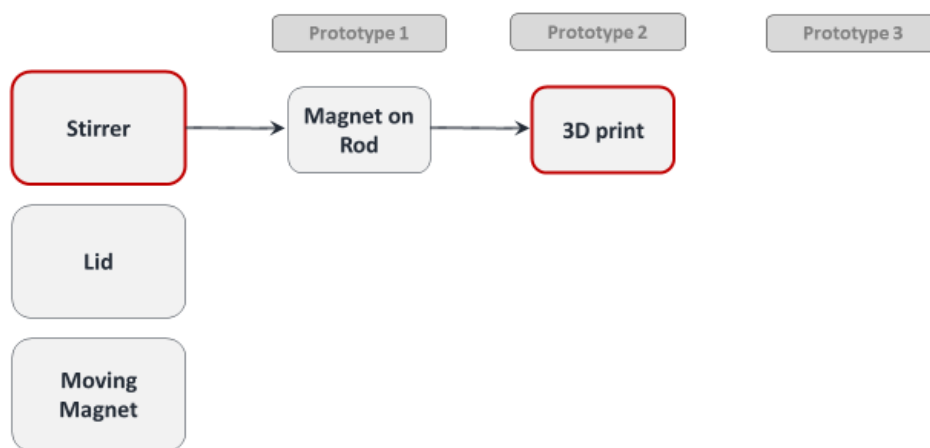 Prototype 1
Prototype 2
Prototype 3
Stirrer
Magnet on
Rod
3D print
Lid
Moving
Magnet